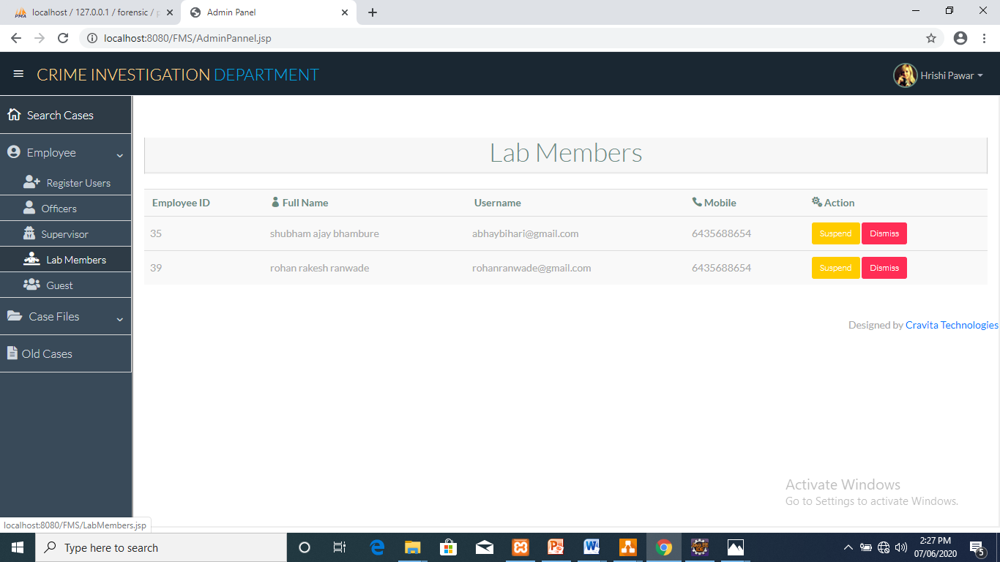 localhost / 127.0.0.1 / forensic / p
Admin Panel
localhost:8080/FMS/AdminPannel.jsp
CRIME INVESTIGATION DEPARTMENT
Hrishi Pawar
Search Cases
Employee
Register Users
Officers
Supervisor
Lab Members
Guest
Case Files
Old Cases
Lab Members
Employee ID Full Name Username Mobile Action
35 shubham ajay bhambure abhaybihari@gmail.com 6435688654 Suspend Dismiss
39 rohan rakesh ranwade rohanranwade@gmail.com 6435688654 Suspend Dismiss
Designed by Cravita Technologies
Activate Windows
Go to Settings to activate Windows.
localhost:8080/FMS/LabMembers.jsp
Type here to search
2:27 PM
07/06/2020
5